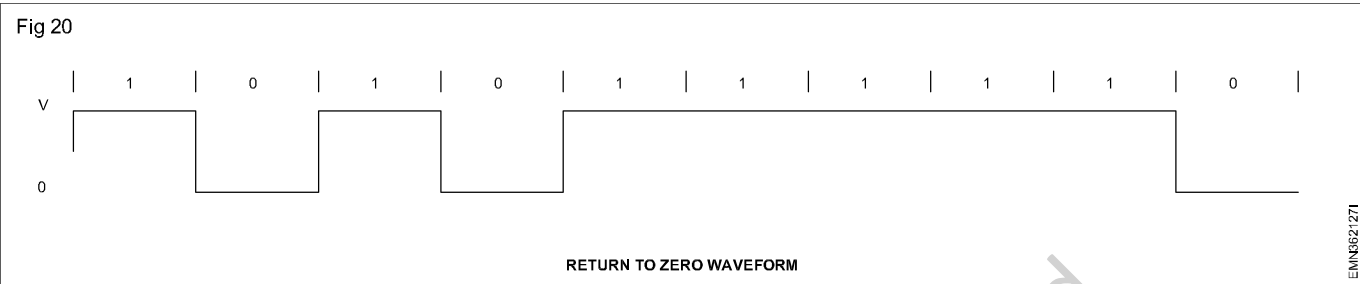 Fig 20
1 0 1 0 1 1 1 1 1 0
V
0
RETURN TO ZERO WAVEFORM
EMN3621271